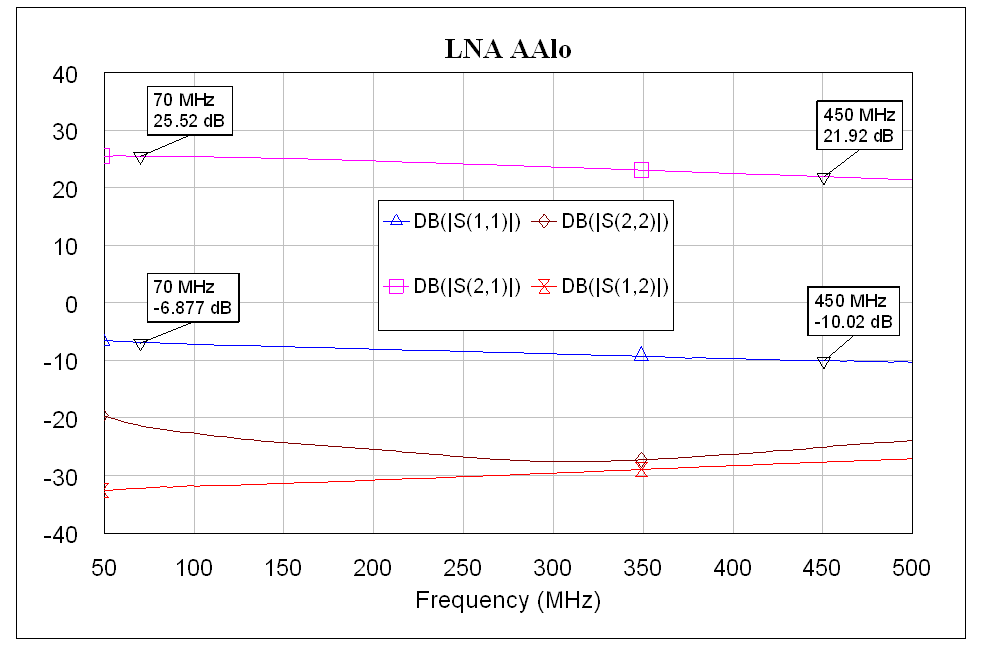 LNA AAlo
40
30
20
10
0
-10
-20
-30
-40
70 MHz
25.52 dB
450 MHz
21.92 dB
DB(|S(1,1)|)
DB(|S(2,2)|)
DB(|S(2,1)|)
DB(|S(1,2)|)
70 MHz
-6.877 dB
450 MHz
-10.02 dB
50 100 150 200 250 300 350 400 450 500
Frequency (MHz)